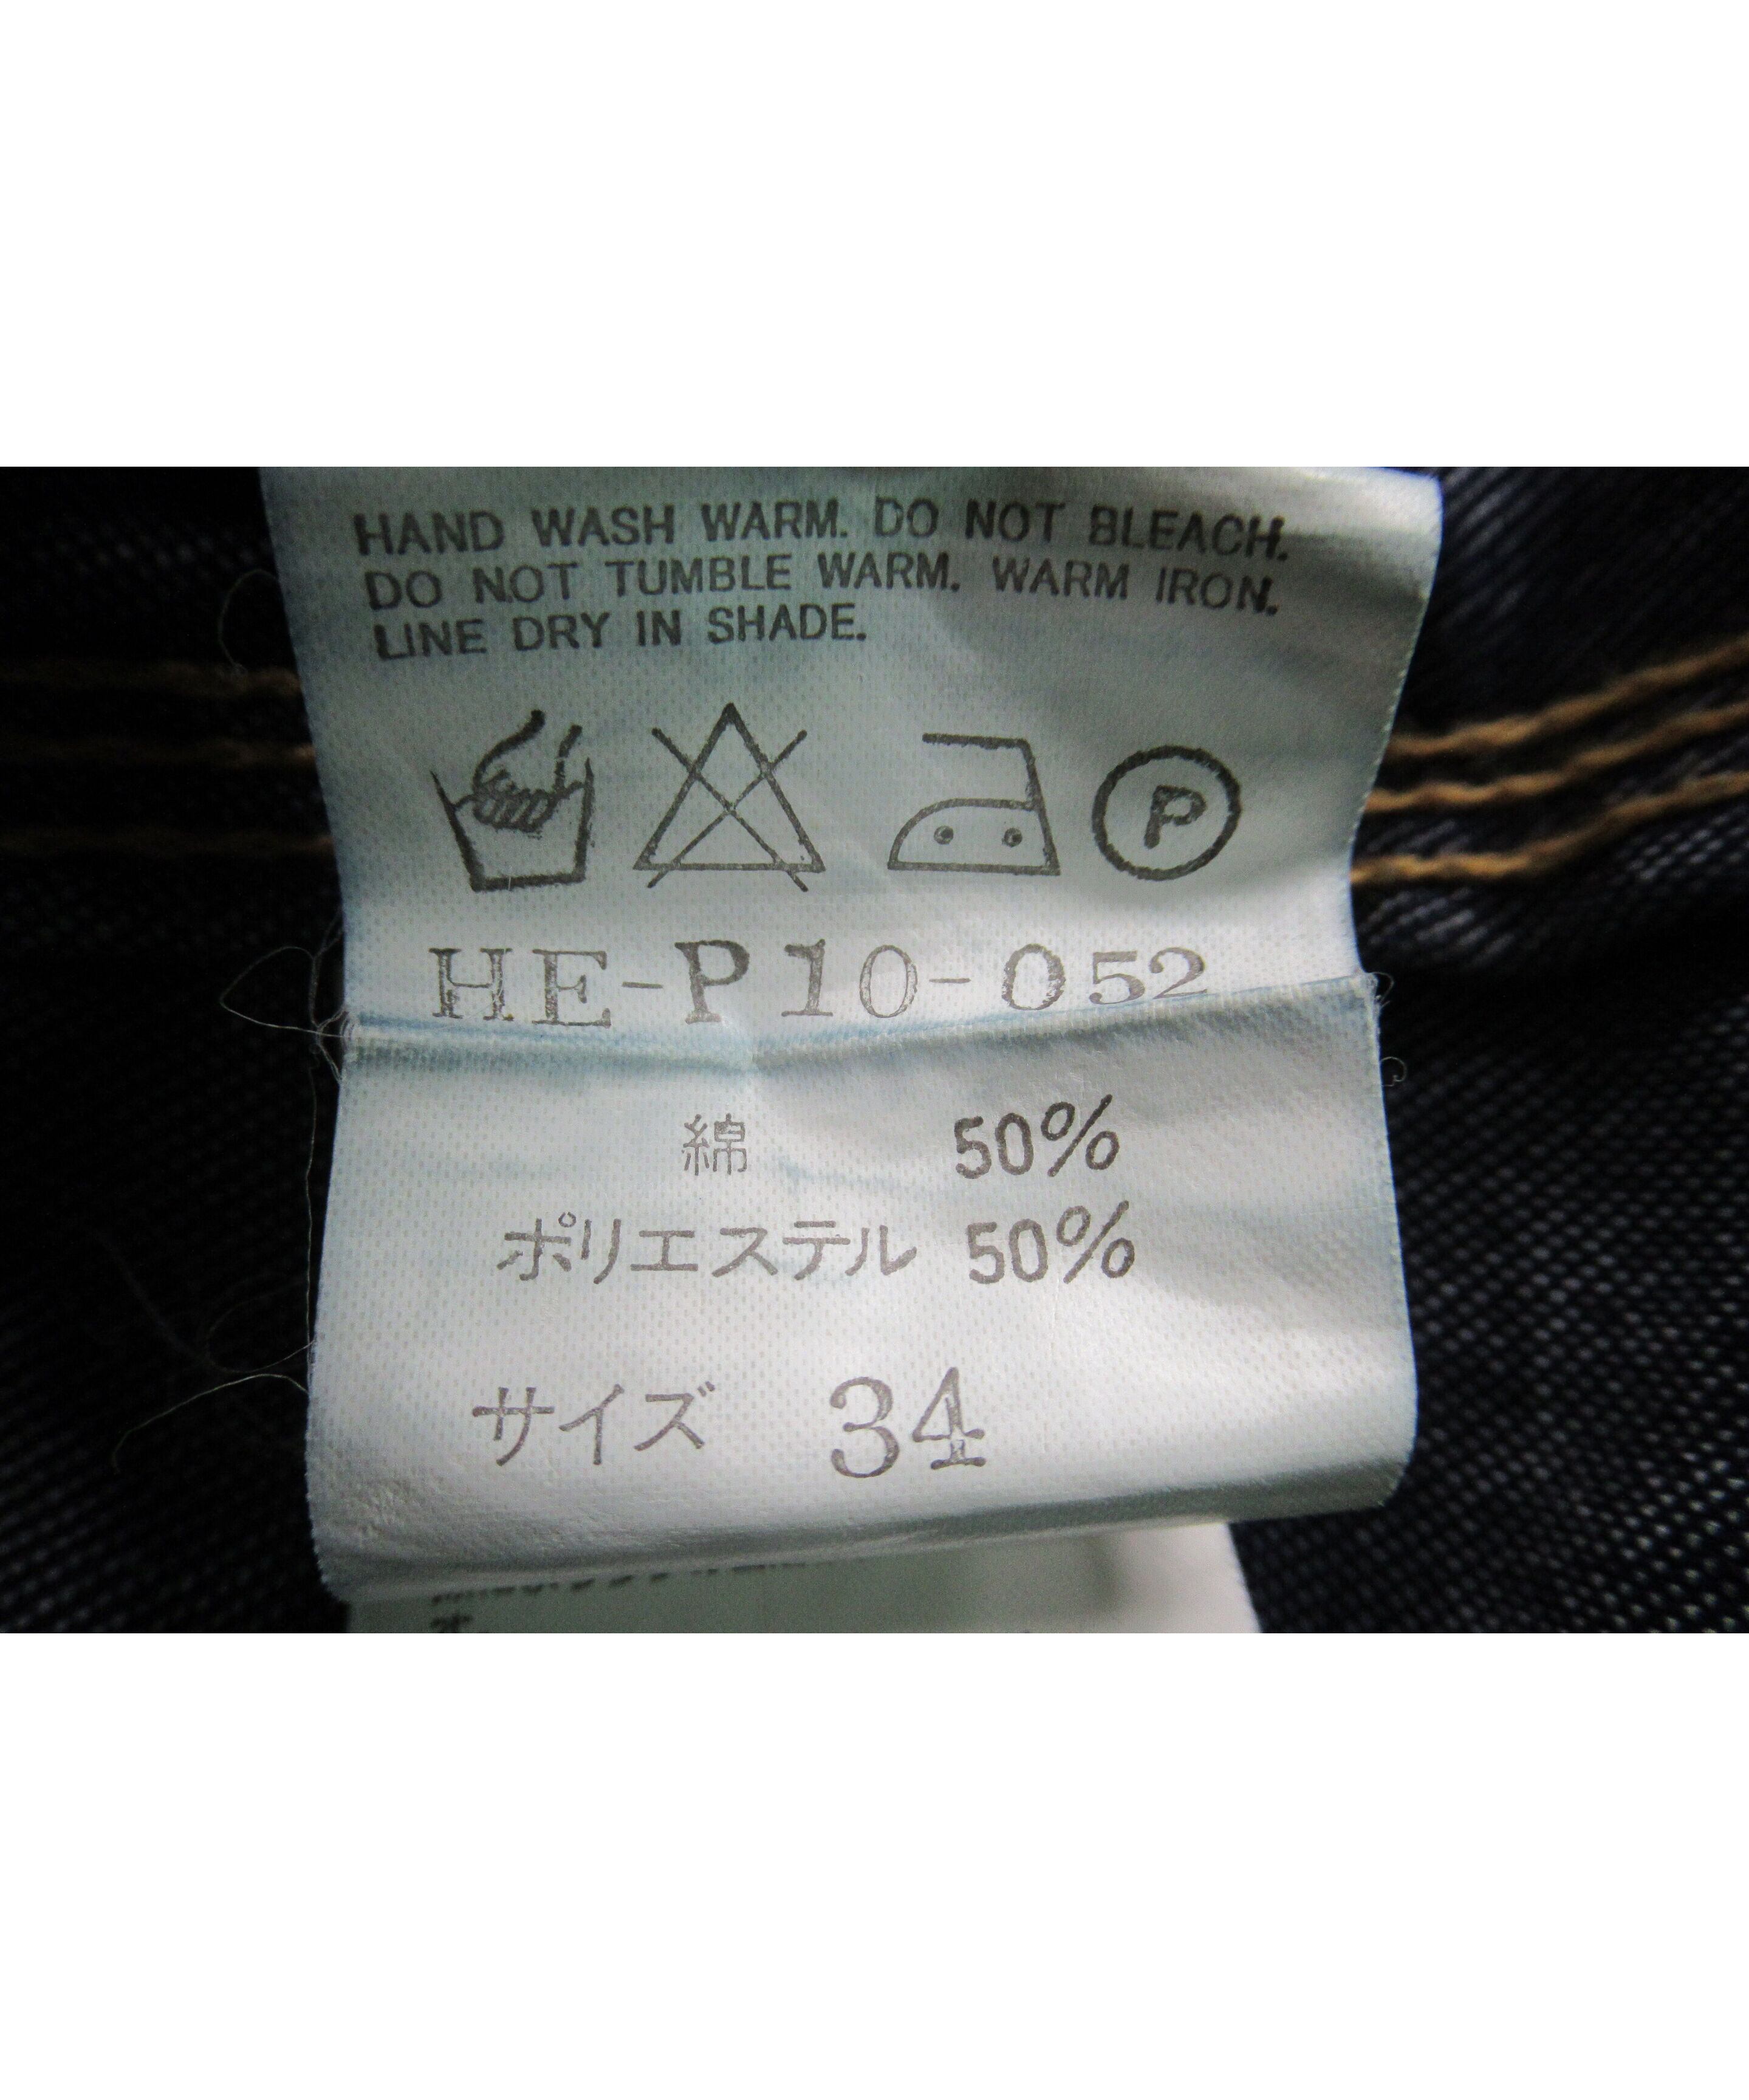 HAND WASH WARM. DO NOT BLEACH.
DO NOT TUMBLE WARM. WARM IRON.
LINE DRY IN SHADE.
P
HE-P10-052
綿 50%
ポリエステル 50%
サイズ 34